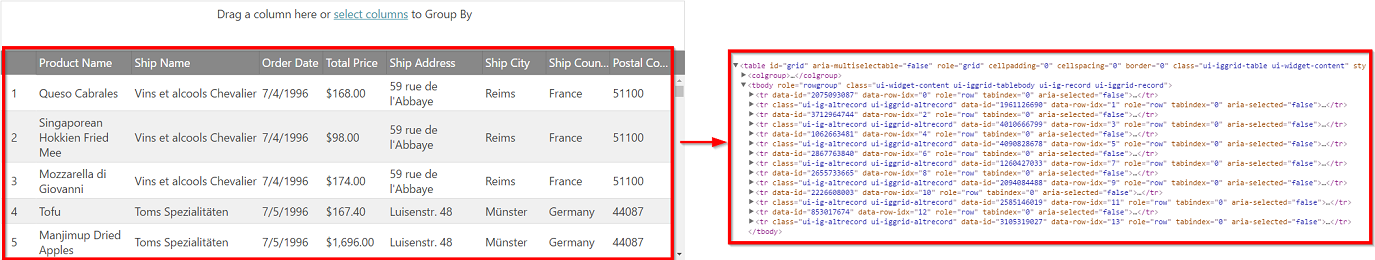 Drag a column here or select columns to Group By
Product Name Ship Name Order Date Total Price Ship Address Ship City Ship Coun... Postal Co...
1 Queso Cabrales Vins et alcools Chevalier 7/4/1996 $168.00 59 rue de l'Abbaye Reims France 51100
2 Singaporean Hokkien Fried Mee Vins et alcools Chevalier 7/4/1996 $98.00 59 rue de l'Abbaye Reims France 51100
3 Mozzarella di Giovanni Vins et alcools Chevalier 7/4/1996 $174.00 59 rue de l'Abbaye Reims France 51100
4 Tofu Toms Spezialitäten 7/5/1996 $167.40 Luisenstr. 48 Münster Germany 44087
5 Manjimup Dried Apples Toms Spezialitäten 7/5/1996 $1,696.00 Luisenstr. 48 Münster Germany 44087
▼<table id="grid" aria-multiselectable="false" role="grid" cellpadding="0" cellspacing="0" border="0" class="ui-iggrid-table ui-widget-content" sty
▶<colgroup>…</colgroup>
▼<tbody role="rowgroup" class="ui-widget-content ui-iggrid-tablebody ui-ig-record ui-iggrid-record">
▶<tr data-id="2075093087" data-row-idx="0" role="row" tabindex="0" aria-selected="false">…</tr>
▶<tr class="ui-ig-altrecord ui-iggrid-altrecord" data-id="1961126690" data-row-idx="1" role="row" tabindex="0" aria-selected="false">…</tr>
▶<tr data-id="3712964744" data-row-idx="2" role="row" tabindex="0" aria-selected="false">…</tr>
▶<tr class="ui-ig-altrecord ui-iggrid-altrecord" data-id="4010666799" data-row-idx="3" role="row" tabindex="0" aria-selected="false">…</tr>
▶<tr data-id="1062663481" data-row-idx="4" role="row" tabindex="0" aria-selected="false">…</tr>
▶<tr class="ui-ig-altrecord ui-iggrid-altrecord" data-id="4090828678" data-row-idx="5" role="row" tabindex="0" aria-selected="false">…</tr>
▶<tr data-id="2867763840" data-row-idx="6" role="row" tabindex="0" aria-selected="false">…</tr>
▶<tr class="ui-ig-altrecord ui-iggrid-altrecord" data-id="1260427033" data-row-idx="7" role="row" tabindex="0" aria-selected="false">…</tr>
▶<tr data-id="2655733665" data-row-idx="8" role="row" tabindex="0" aria-selected="false">…</tr>
▶<tr class="ui-ig-altrecord ui-iggrid-altrecord" data-id="2094084488" data-row-idx="9" role="row" tabindex="0" aria-selected="false">…</tr>
▶<tr data-id="2226608003" data-row-idx="10" role="row" tabindex="0" aria-selected="false">…</tr>
▶<tr class="ui-ig-altrecord ui-iggrid-altrecord" data-id="2585146019" data-row-idx="11" role="row" tabindex="0" aria-selected="false">…</tr>
▶<tr data-id="853017674" data-row-idx="12" role="row" tabindex="0" aria-selected="false">…</tr>
▶<tr class="ui-ig-altrecord ui-iggrid-altrecord" data-id="3105319027" data-row-idx="13" role="row" tabindex="0" aria-selected="false">…</tr>
</tbody>